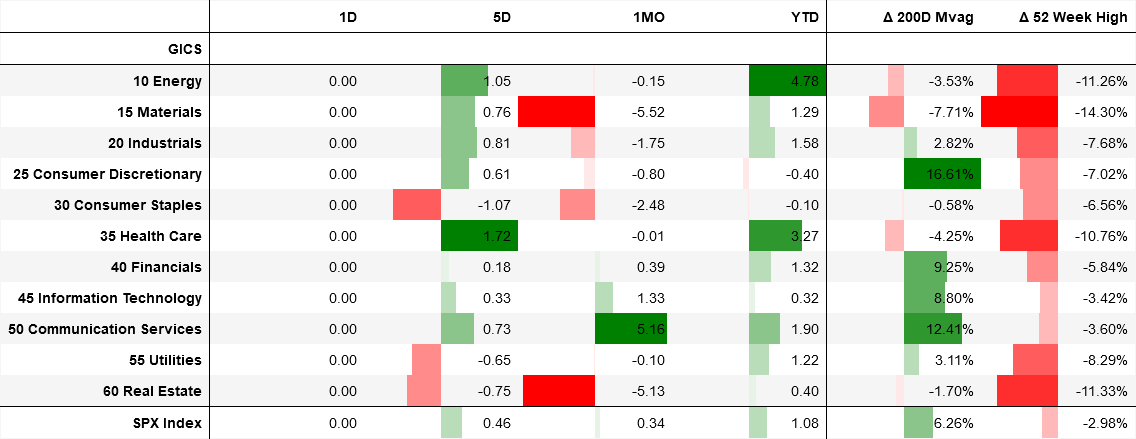 1D 5D 1MO YTD Δ 200D Mvag Δ 52 Week High
GICS
10 Energy 0.00 1.05 -0.15 4.78 -3.53% -11.26%
15 Materials 0.00 0.76 -5.52 1.29 -7.71% -14.30%
20 Industrials 0.00 0.81 -1.75 1.58 2.82% -7.68%
25 Consumer Discretionary 0.00 0.61 -0.80 -0.40 16.61% -7.02%
30 Consumer Staples 0.00 -1.07 -2.48 -0.10 -0.58% -6.56%
35 Health Care 0.00 1.72 -0.01 3.27 -4.25% -10.76%
40 Financials 0.00 0.18 0.39 1.32 9.25% -5.84%
45 Information Technology 0.00 0.33 1.33 0.32 8.80% -3.42%
50 Communication Services 0.00 0.73 5.16 1.90 12.41% -3.60%
55 Utilities 0.00 -0.65 -0.10 1.22 3.11% -8.29%
60 Real Estate 0.00 -0.75 -5.13 0.40 -1.70% -11.33%
SPX Index 0.00 0.46 0.34 1.08 6.26% -2.98%